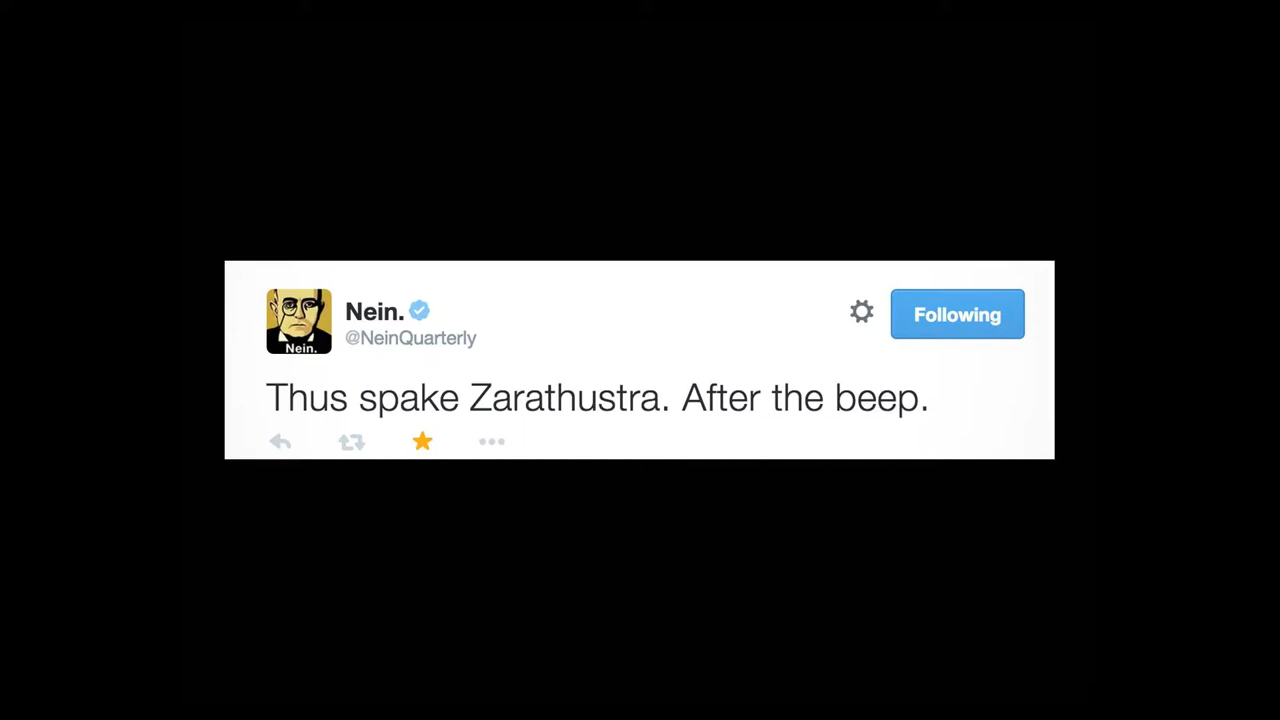 Nein.
Nein.
@NeinQuarterly
Following
Thus spake Zarathustra. After the beep.